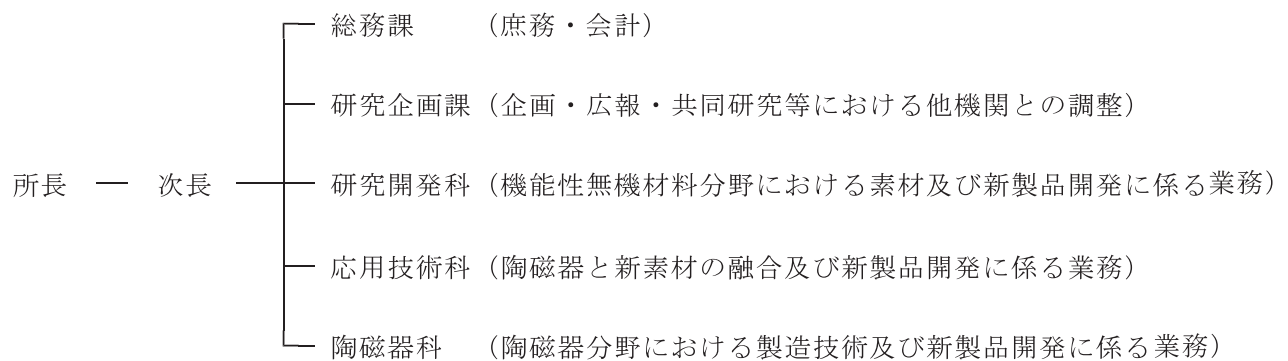 総務課 （庶務・会計）
研究企画課（企画・広報・共同研究等における他機関との調整）
所長 ― 次長 研究開発科（機能性無機材料分野における素材及び新製品開発に係る業務）
応用技術科（陶磁器と新素材の融合及び新製品開発に係る業務）
陶磁器科 （陶磁器分野における製造技術及び新製品開発に係る業務）